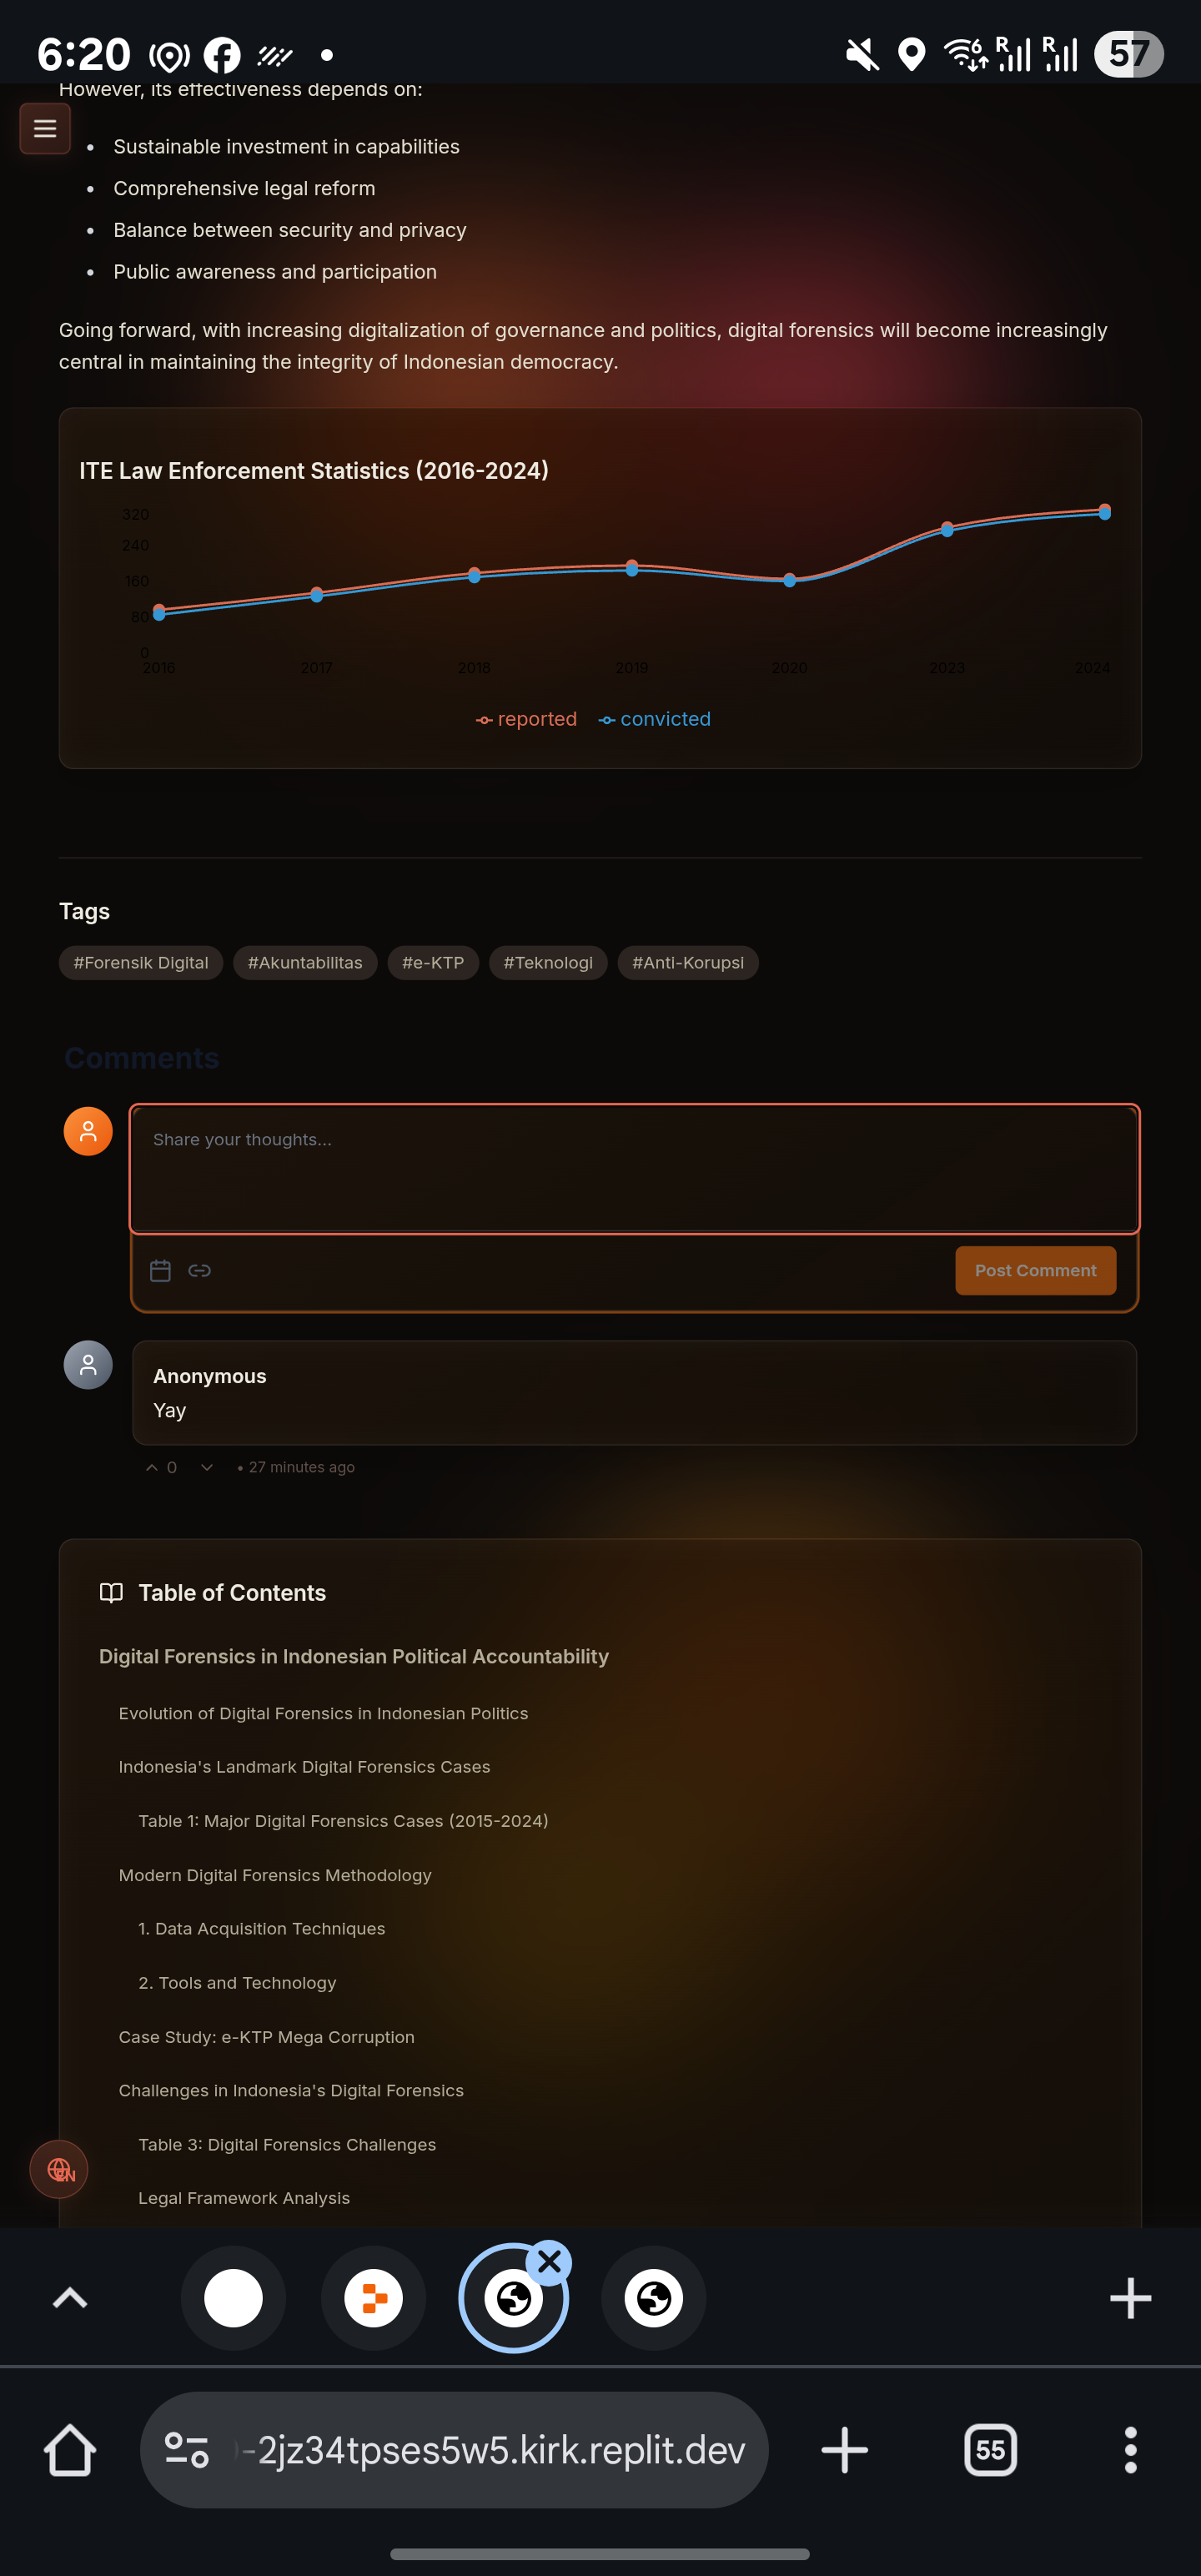 6:20
R
R
57
However, its effectiveness depends on:
• Sustainable investment in capabilities
• Comprehensive legal reform
• Balance between security and privacy
• Public awareness and participation
Going forward, with increasing digitalization of governance and politics, digital forensics will become increasingly
central in maintaining the integrity of Indonesian democracy.
ITE Law Enforcement Statistics (2016-2024)
320
240
160
80
0
2016 2017 2018 2019 2020 2023 2024
reported convicted
Tags
#Forensik Digital #Akuntabilitas #e-KTP #Teknologi #Anti-Korupsi
Comments
Share your thoughts...
Post Comment
Anonymous
Yay
0 • 27 minutes ago
Table of Contents
Digital Forensics in Indonesian Political Accountability
Evolution of Digital Forensics in Indonesian Politics
Indonesia's Landmark Digital Forensics Cases
Table 1: Major Digital Forensics Cases (2015-2024)
Modern Digital Forensics Methodology
1. Data Acquisition Techniques
2. Tools and Technology
Case Study: e-KTP Mega Corruption
Challenges in Indonesia's Digital Forensics
Table 3: Digital Forensics Challenges
EN
Legal Framework Analysis
-2jz34tpses5w5.kirk.replit.dev
55